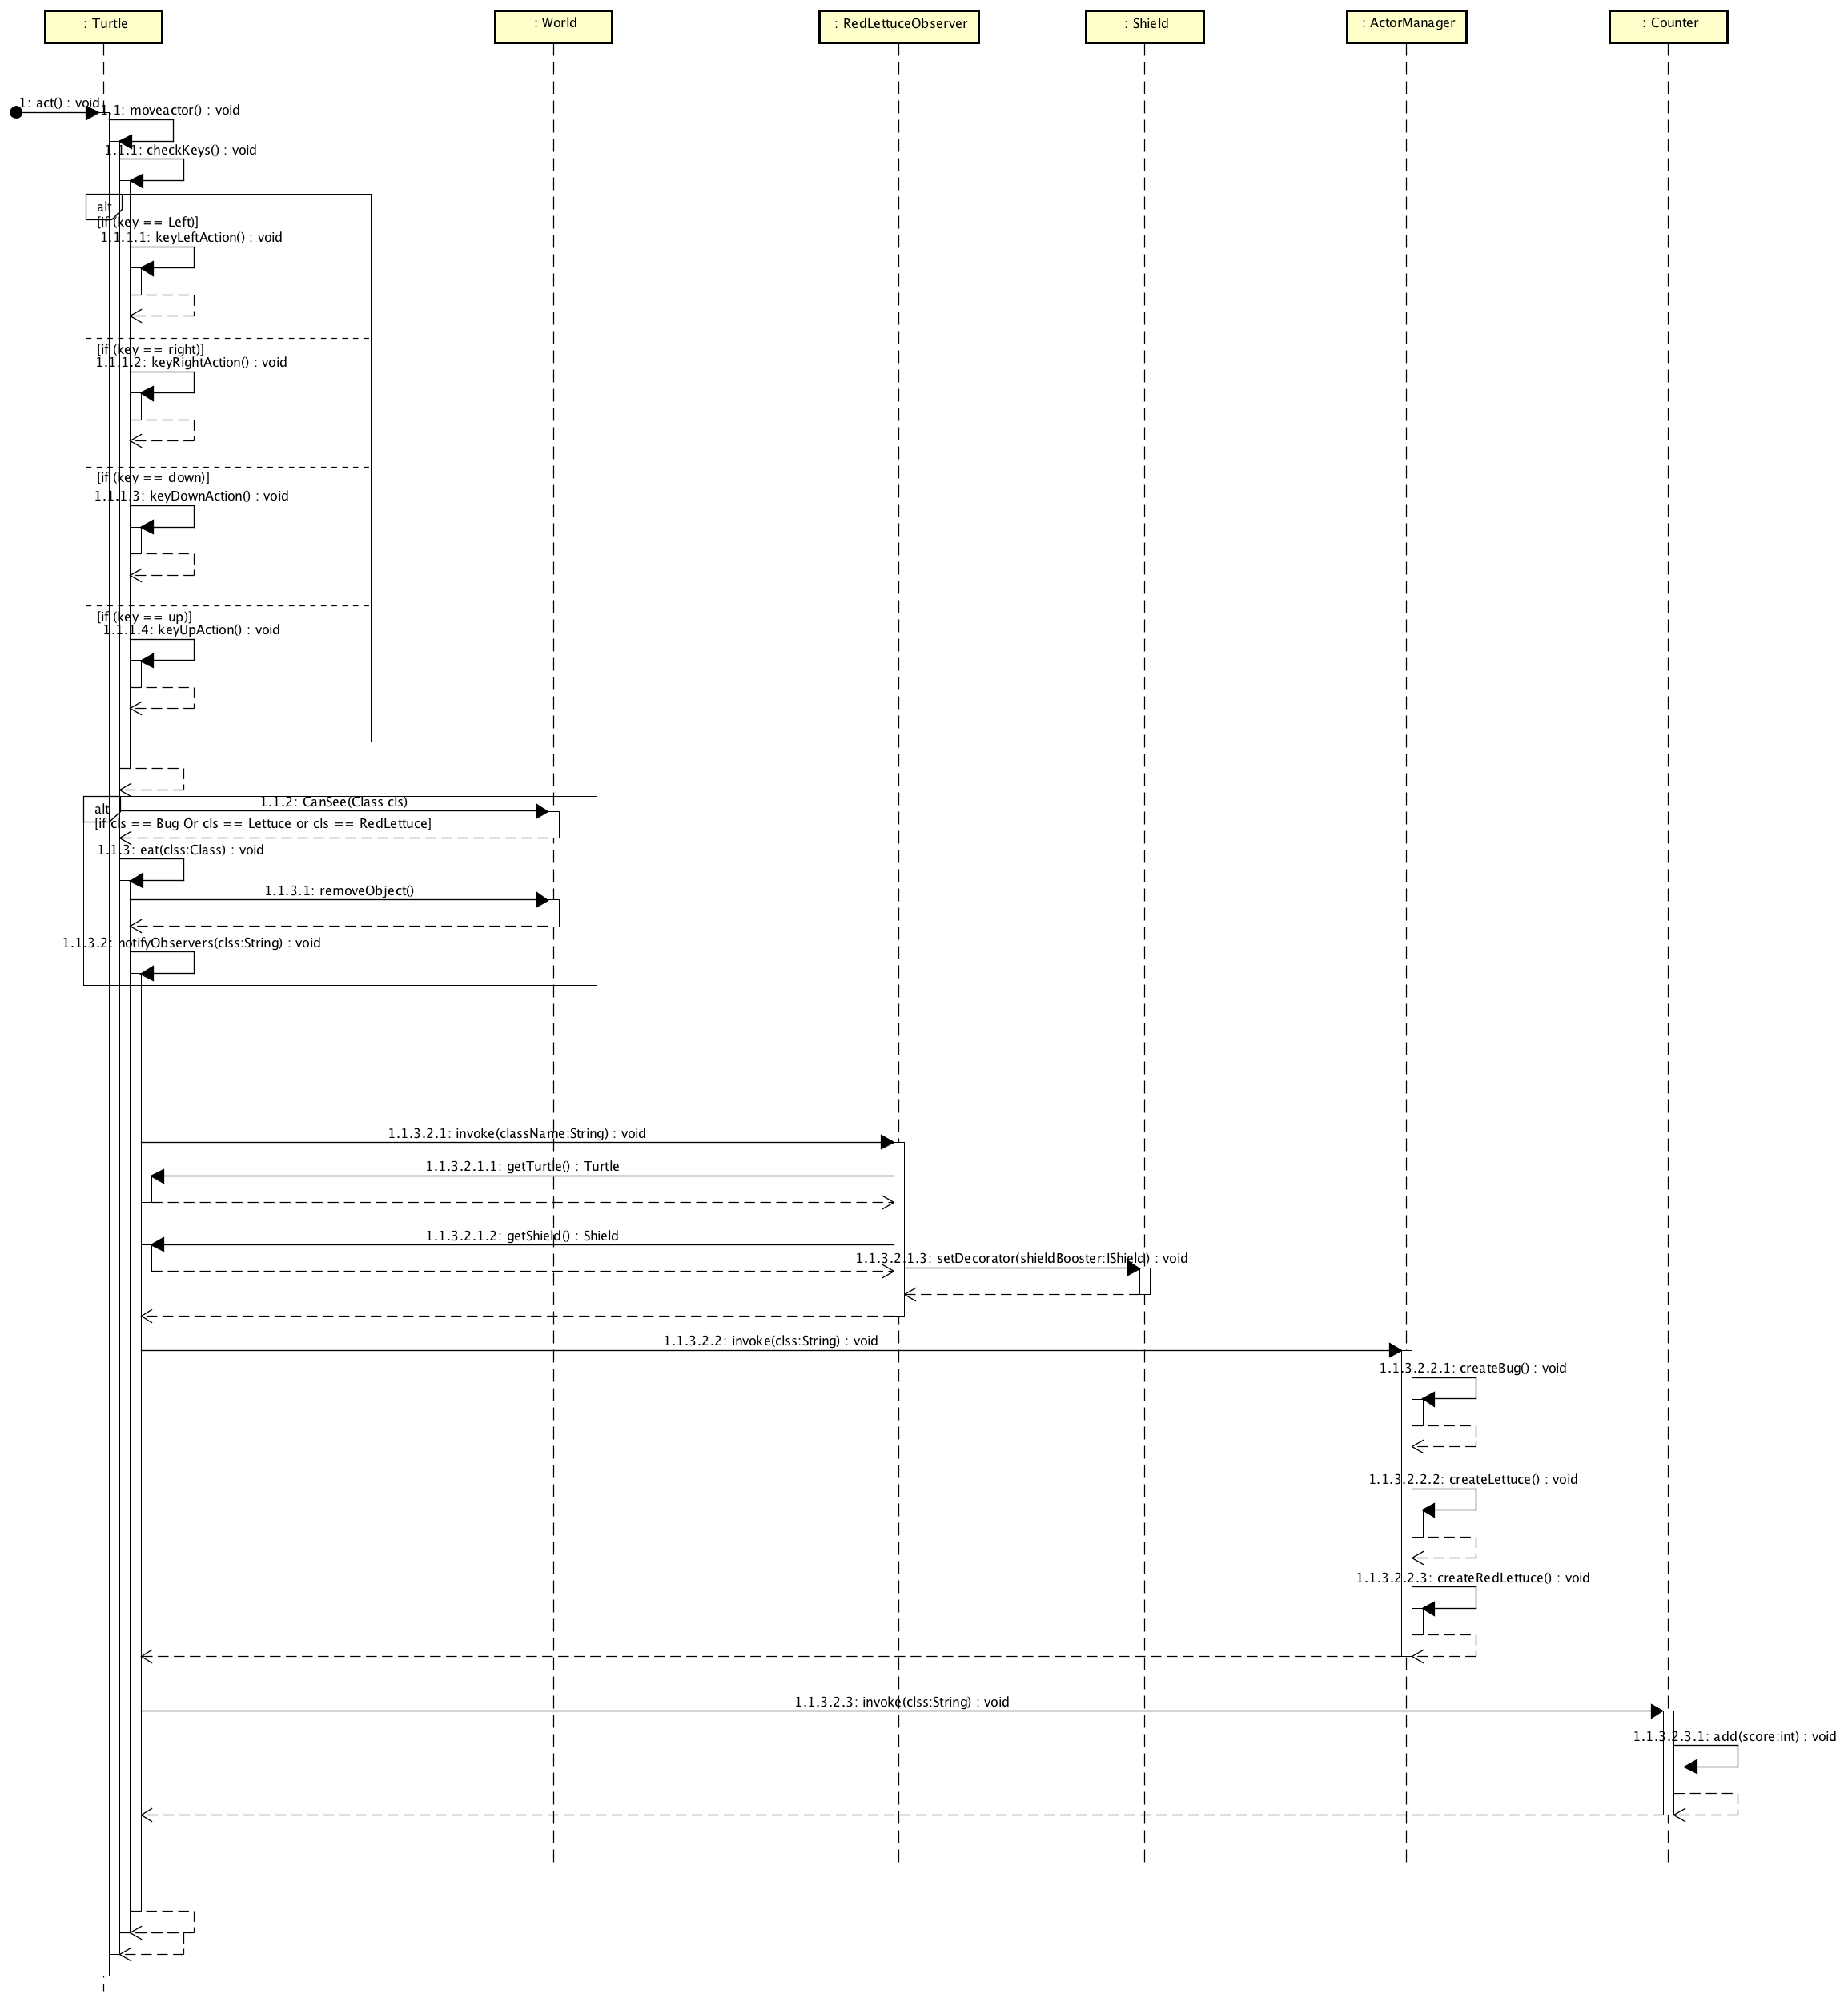 : Turtle
: World
: RedLettuceObserver
: Shield
: ActorManager
: Counter
1: act() : void
1.1: moveactor() : void
1.1.1: checkKeys() : void
alt
[if (key == Left)]
1.1.1.1: keyLeftAction() : void
[if (key == right)]
1.1.1.2: keyRightAction() : void
[if (key == down)]
1.1.1.3: keyDownAction() : void
[if (key == up)]
1.1.1.4: keyUpAction() : void
alt
1.1.2: CanSee(Class cls)
[if cls == Bug Or cls == Lettuce or cls == RedLettuce]
1.1.3: eat(clss:Class) : void
1.1.3.1: removeObject()
1.1.3.2: notifyObservers(clss:String) : void
1.1.3.2.1: invoke(className:String) : void
1.1.3.2.1.1: getTurtle() : Turtle
1.1.3.2.1.2: getShield() : Shield
1.1.3.2.1.3: setDecorator(shieldBooster:IShield) : void
1.1.3.2.2: invoke(clss:String) : void
1.1.3.2.2.1: createBug() : void
1.1.3.2.2.2: createLettuce() : void
1.1.3.2.2.3: createRedLettuce() : void
1.1.3.2.3: invoke(clss:String) : void
1.1.3.2.3.1: add(score:int) : void